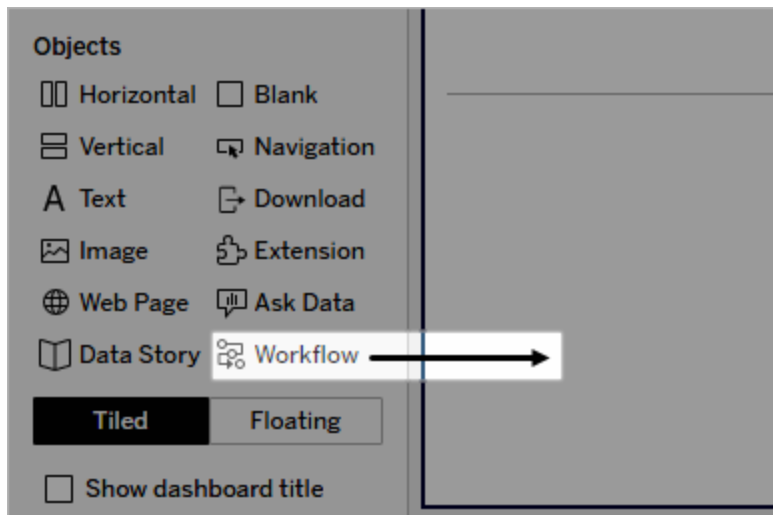 Objects
Horizontal Blank
Vertical Navigation
Text Download
Image Extension
Web Page Ask Data
Data Story Workflow
Tiled Floating
Show dashboard title